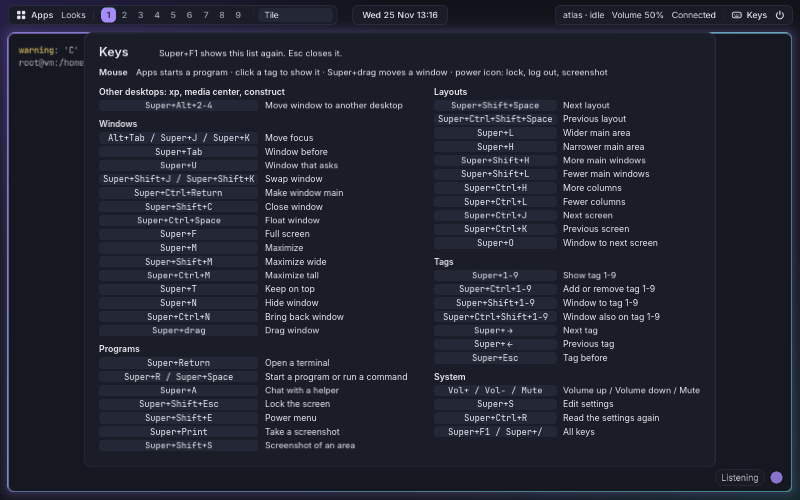 Apps Looks 1 2 3 4 5 6 7 8 9 Tile Wed 25 Nov 13:16 atlas · idle Volume 50% Connected Keys
warning: 'C'
root@vm:/home
Keys Super+F1 shows this list again. Esc closes it.
Mouse Apps starts a program · click a tag to show it · Super+drag moves a window · power icon: lock, log out, screenshot
Other desktops: xp, media center, construct
Super+Alt+2-4 Move window to another desktop
Windows
Alt+Tab / Super+J / Super+K Move focus
Super+Tab Window before
Super+U Window that asks
Super+Shift+J / Super+Shift+K Swap window
Super+Ctrl+Return Make window main
Super+Shift+C Close window
Super+Ctrl+Space Float window
Super+F Full screen
Super+M Maximize
Super+Shift+M Maximize wide
Super+Ctrl+M Maximize tall
Super+T Keep on top
Super+N Hide window
Super+Ctrl+N Bring back window
Super+drag Drag window
Programs
Super+Return Open a terminal
Super+R / Super+Space Start a program or run a command
Super+A Chat with a helper
Super+Shift+Esc Lock the screen
Super+Shift+E Power menu
Super+Print Take a screenshot
Super+Shift+S Screenshot of an area
Layouts
Super+Shift+Space Next layout
Super+Ctrl+Shift+Space Previous layout
Super+L Wider main area
Super+H Narrower main area
Super+Shift+H More main windows
Super+Shift+L Fewer main windows
Super+Ctrl+H More columns
Super+Ctrl+L Fewer columns
Super+Ctrl+J Next screen
Super+Ctrl+K Previous screen
Super+O Window to next screen
Tags
Super+1-9 Show tag 1-9
Super+Ctrl+1-9 Add or remove tag 1-9
Super+Shift+1-9 Window to tag 1-9
Super+Ctrl+Shift+1-9 Window also on tag 1-9
Super+→ Next tag
Super+← Previous tag
Super+Esc Tag before
System
Vol+ / Vol- / Mute Volume up / Volume down / Mute
Super+S Edit settings
Super+Ctrl+R Read the settings again
Super+F1 / Super+/ All keys
Listening